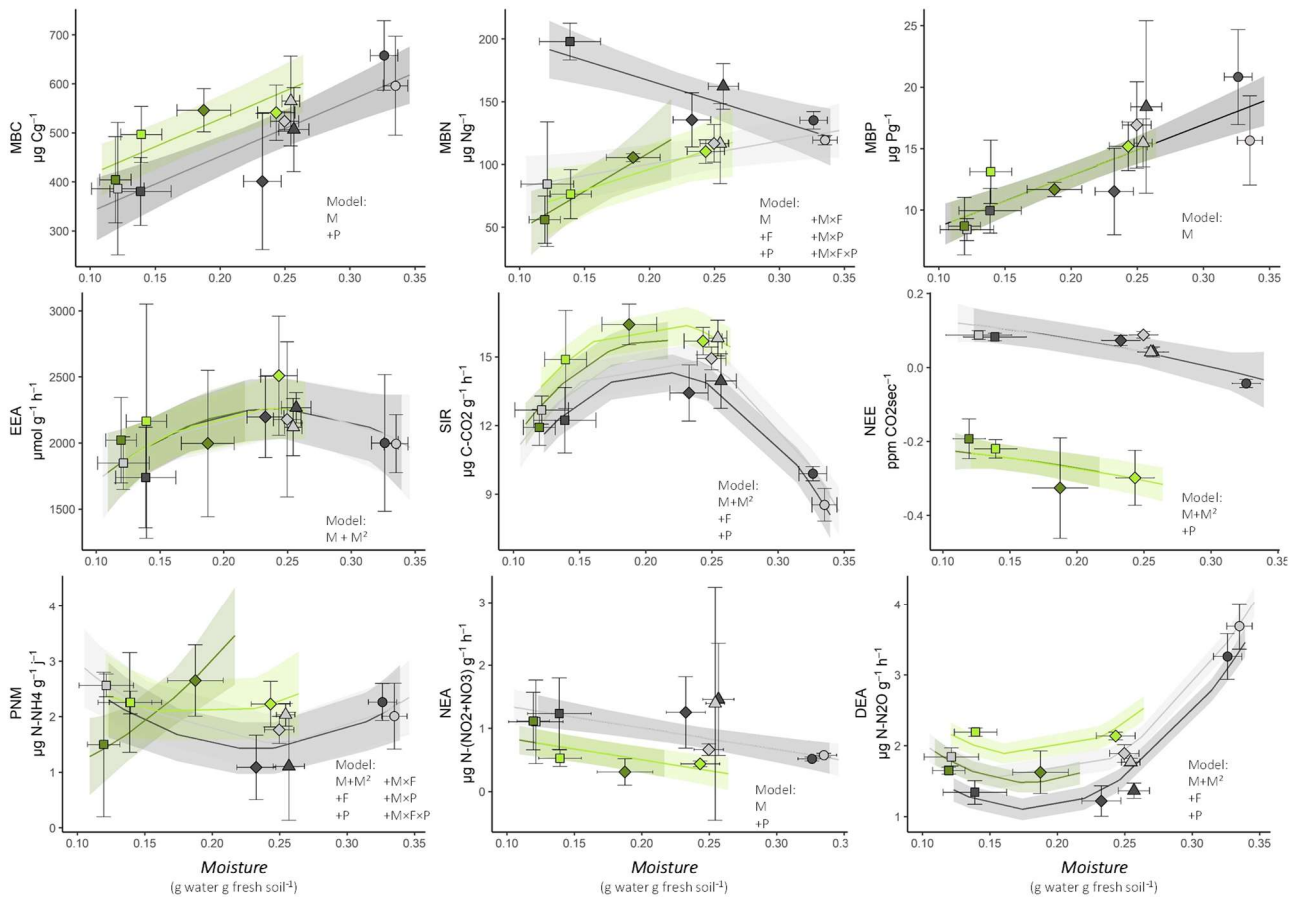 MBC
µg Cg⁻¹
700
600
500
400
300
0.10 0.15 0.20 0.25 0.30 0.35
Model:
M
+P
MBN
µg Ng⁻¹
200
150
100
50
0.10 0.15 0.20 0.25 0.30 0.35
Model:
M +M×F
+F +M×P
+P +M×F×P
MBP
µg Pg⁻¹
25
20
15
10
0.10 0.15 0.20 0.25 0.30 0.35
Model:
M
EEA
µmol g⁻¹ h⁻¹
3000
2500
2000
1500
0.10 0.15 0.20 0.25 0.30 0.35
Model:
M + M²
SIR
µg C-CO2 g⁻¹ h⁻¹
15
12
9
0.10 0.15 0.20 0.25 0.30 0.35
Model:
M+M²
+F
+P
NEE
ppm CO2sec⁻¹
0.2
0.0
-0.2
-0.4
0.10 0.15 0.20 0.25 0.30 0.35
Model:
M+M²
+P
PNM
µg N-NH4 g⁻¹ j⁻¹
4
3
2
1
0
0.10 0.15 0.20 0.25 0.30 0.35
Model:
M+M² +M×F
+F +M×P
+P +M×F×P
Moisture
(g water g fresh soil⁻¹)
NEA
µg N-(NO2+NO3) g⁻¹ h⁻¹
3
2
1
0
0.10 0.15 0.20 0.25 0.30 0.3
Model:
M
+P
Moisture
(g water g fresh soil⁻¹)
DEA
µg N-N2O g⁻¹ h⁻¹
4
3
2
1
0.10 0.15 0.20 0.25 0.30 0.35
Model:
M+M²
+F
+P
Moisture
(g water g fresh soil⁻¹)